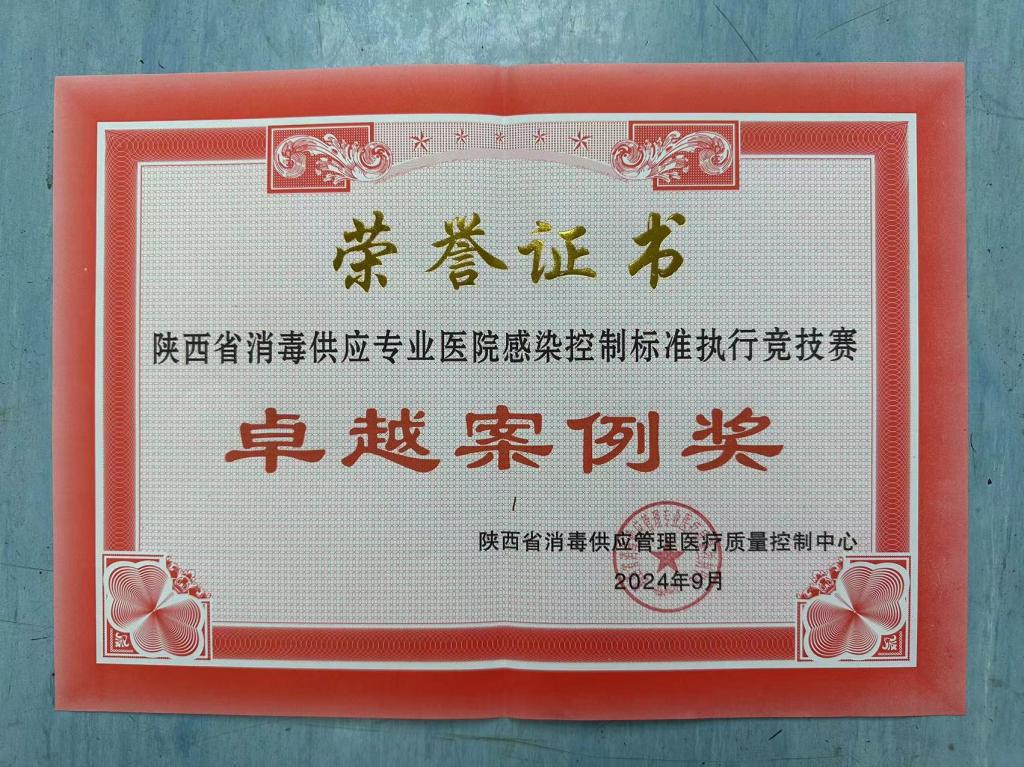 荣誉证书
陕西省消毒供应专业医院感染控制标准执行竞技赛
卓越案例奖
陕西省消毒供应管理医疗质量控制中心
2024年9月